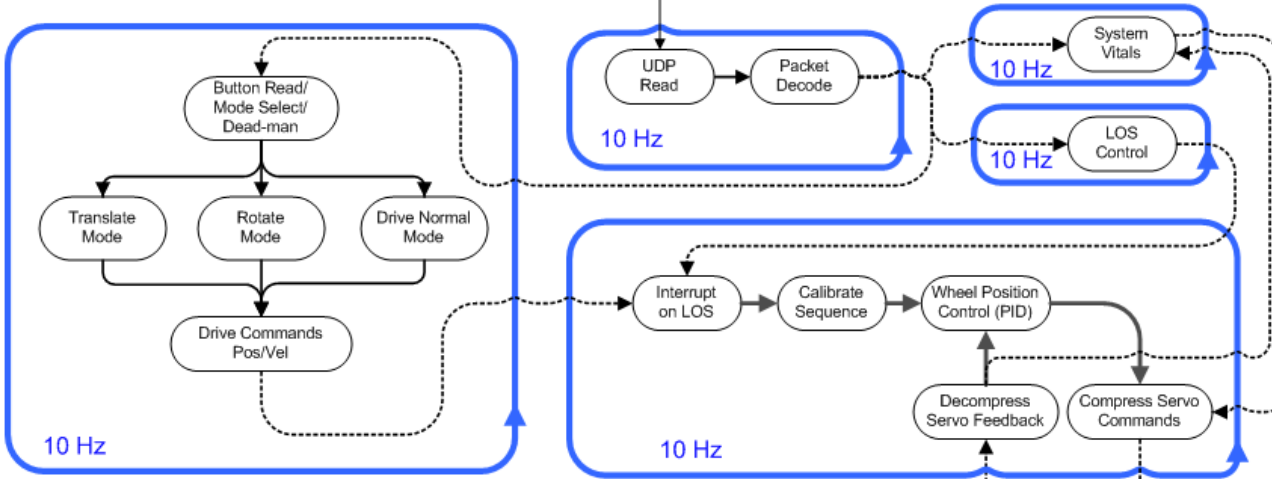 Button Read/
Mode Select/
Dead-man
Translate
Mode
Rotate
Mode
Drive Normal
Mode
Drive Commands
Pos/Vel
10 Hz
UDP
Read
Packet
Decode
10 Hz
System
Vitals
10 Hz
LOS
Control
10 Hz
Interrupt
on LOS
Calibrate
Sequence
Wheel Position
Control (PID)
Decompress
Servo Feedback
Compress Servo
Commands
10 Hz